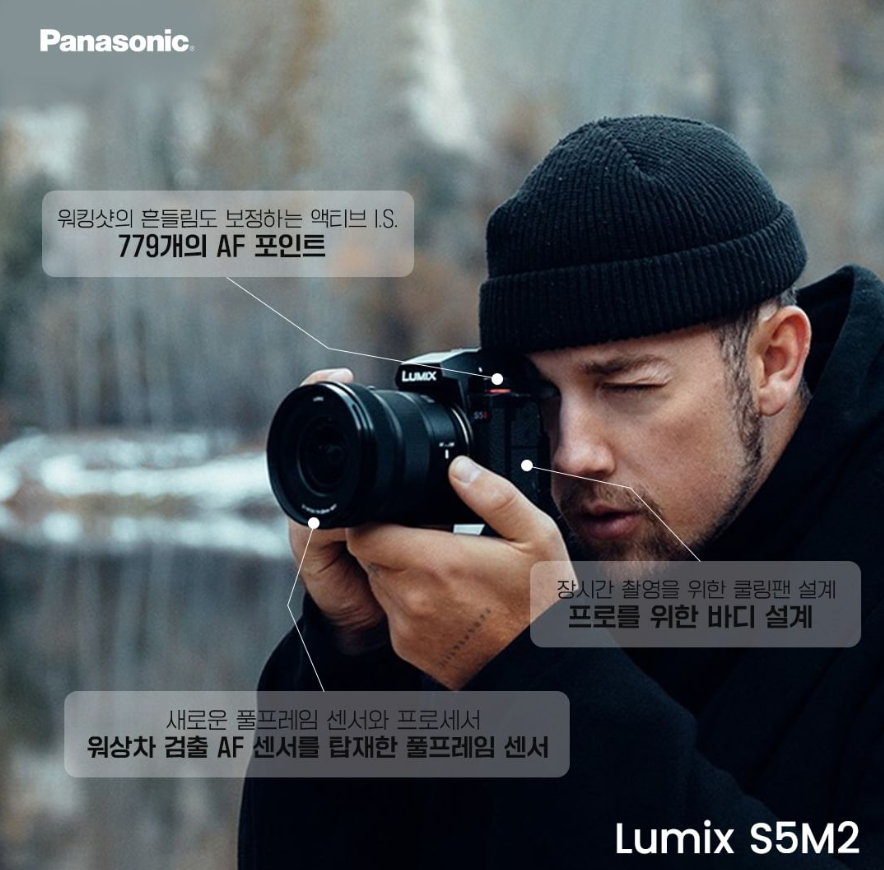 Panasonic
워킹샷의 흔들림도 보정하는 액티브 I.S.
779개의 AF 포인트
LUMIX
S5II
장시간 촬영을 위한 쿨링팬 설계
프로를 위한 바디 설계
새로운 풀프레임 센서와 프로세서
워상차 검출 AF 센서를 탑재한 풀프레임 센서
Lumix S5M2